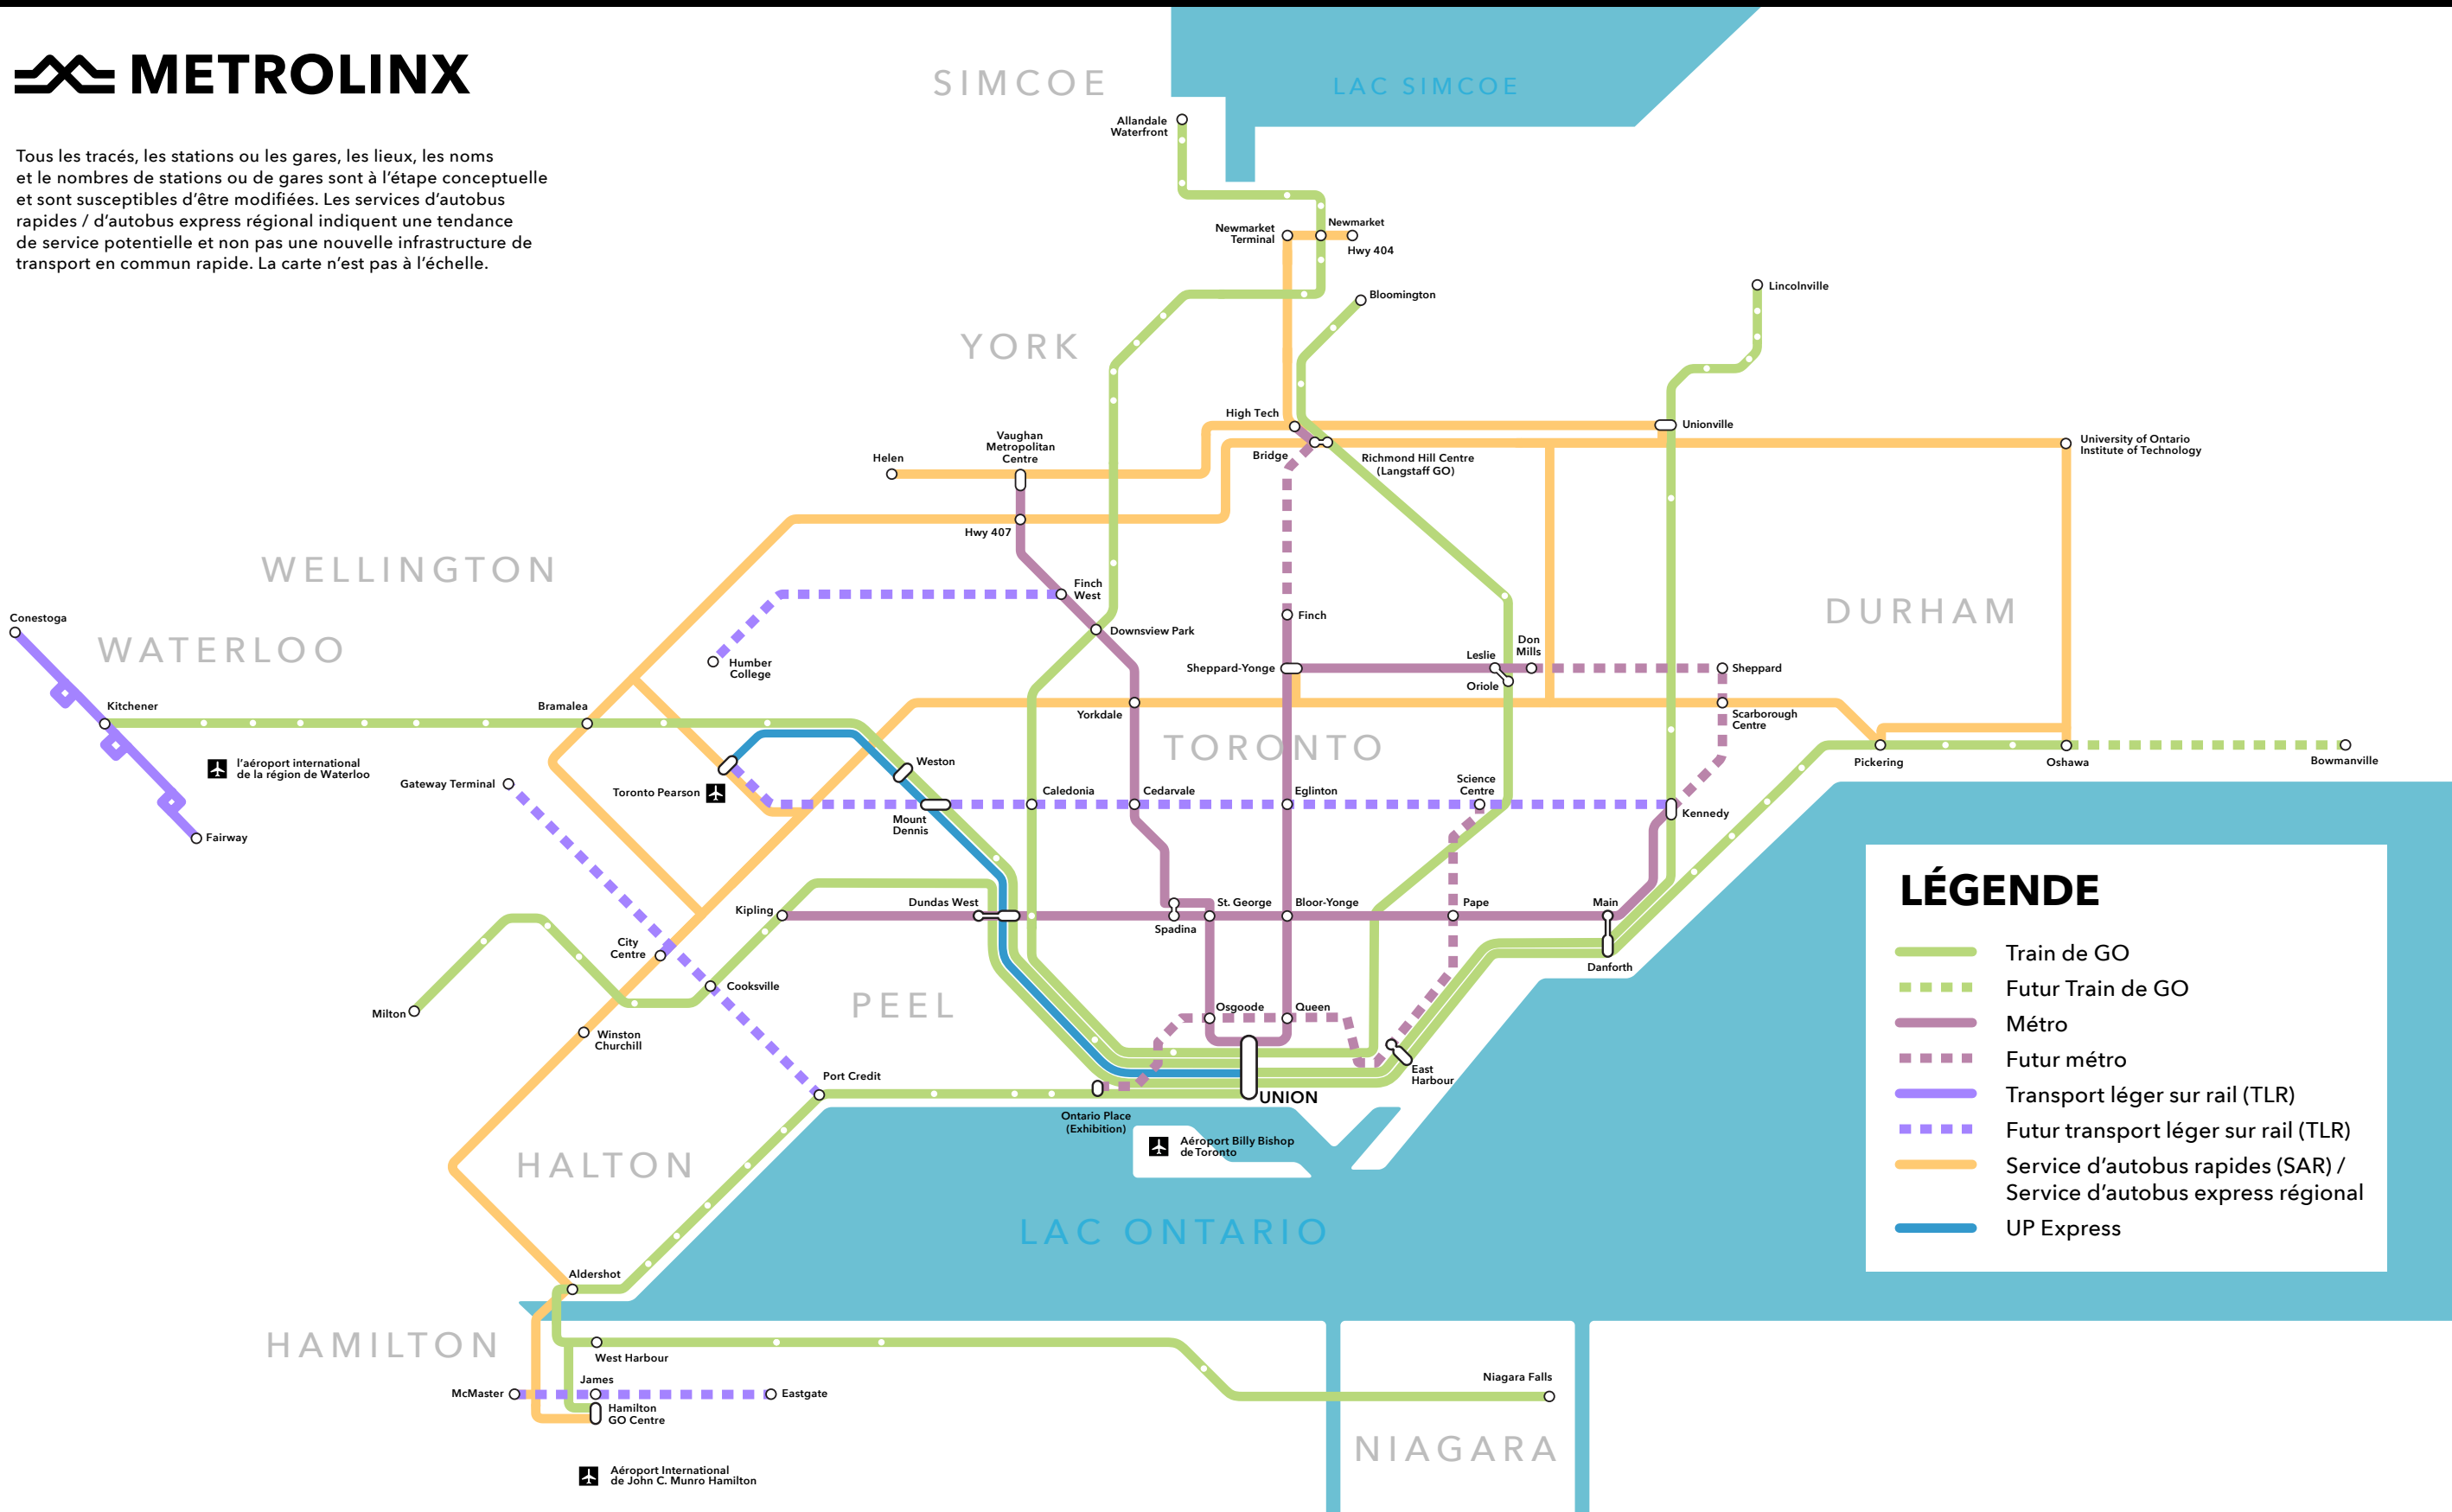 METROLINX
Tous les tracés, les stations ou les gares, les lieux, les noms
et le nombres de stations ou de gares sont à l'étape conceptuelle
et sont susceptibles d'être modifiées. Les services d'autobus
rapides / d'autobus express régional indiquent une tendance
de service potentielle et non pas une nouvelle infrastructure de
transport en commun rapide. La carte n'est pas à l'échelle.
SIMCOE
LAC SIMCOE
Allandale
Waterfront
Newmarket
Newmarket
Terminal
Hwy 404
Bloomington
Lincolnville
YORK
High Tech
Unionville
Vaughan
Metropolitan
Centre
Helen
Bridge
Richmond Hill Centre
(Langstaff GO)
University of Ontario
Institute of Technology
Hwy 407
WELLINGTON
Finch
West
Finch
DURHAM
Conestoga
WATERLOO
Downsview Park
Humber
College
Sheppard-Yonge
Leslie
Don
Mills
Oriole
Sheppard
Kitchener
Bramalea
Yorkdale
Scarborough
Centre
TORONTO
l'aéroport international
de la région de Waterloo
Gateway Terminal
Toronto Pearson
Weston
Pickering
Oshawa
Bowmanville
Mount
Dennis
Caledonia
Cedarvale
Eglinton
Science
Centre
Kennedy
Fairway
Kipling
Dundas West
Spadina
St. George
Bloor-Yonge
Pape
Main
Danforth
City
Centre
Cooksville
Milton
PEEL
Winston
Churchill
Osgoode
Queen
Port Credit
East
Harbour
UNION
Ontario Place
(Exhibition)
Aéroport Billy Bishop
de Toronto
HALTON
LAC ONTARIO
Aldershot
HAMILTON
West Harbour
McMaster
James
Eastgate
Hamilton
GO Centre
Niagara Falls
NIAGARA
Aéroport International
de John C. Munro Hamilton
LÉGENDE
Train de GO
Futur Train de GO
Métro
Futur métro
Transport léger sur rail (TLR)
Futur transport léger sur rail (TLR)
Service d'autobus rapides (SAR) /
Service d'autobus express régional
UP Express